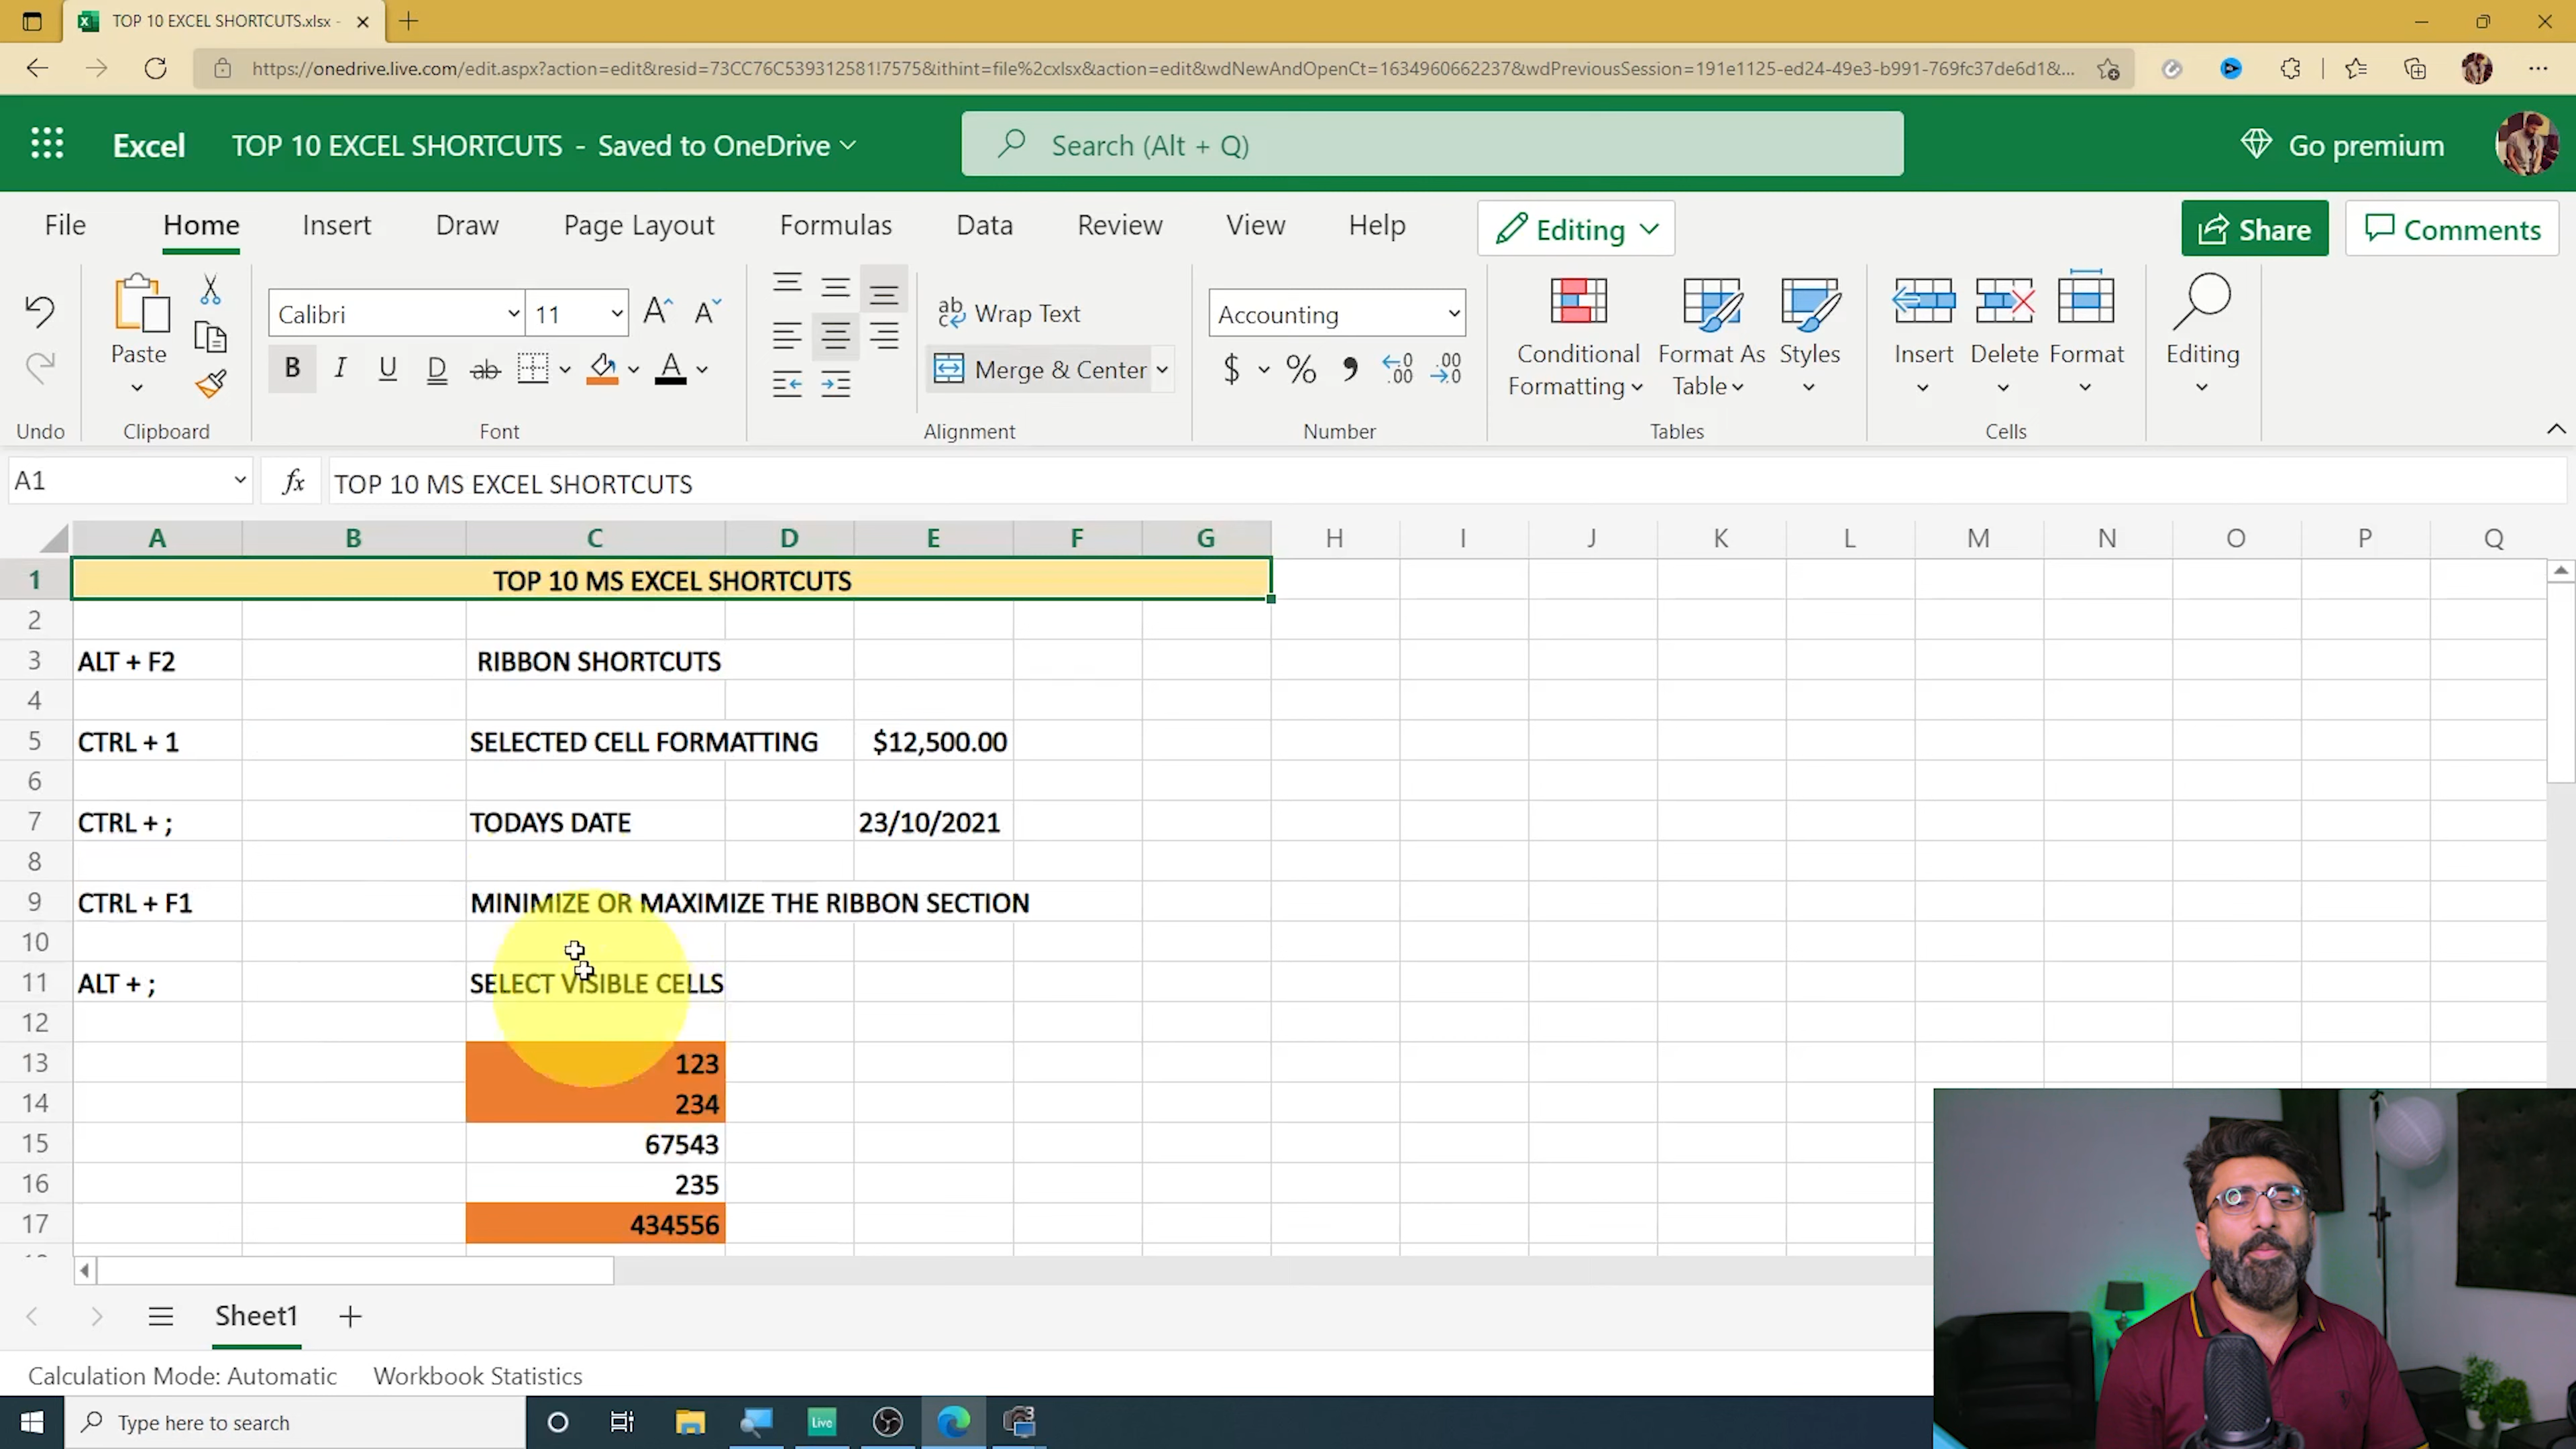 TOP 10 EXCEL SHORTCUTS.xlsx -
https://onedrive.live.com/edit.aspx?action=edit&resid=73CC76C539312581!7575&ithint=file%2cxlsx&action=edit&wdNewAndOpenCt=1634960662237&wdPreviousSession=191e1125-ed24-49e3-b991-769fc37de6d1&...
Excel TOP 10 EXCEL SHORTCUTS - Saved to OneDrive Search (Alt + Q) Go premium
File Home Insert Draw Page Layout Formulas Data Review View Help Editing Share Comments
Paste Calibri 11 Wrap Text Merge & Center Accounting Conditional Formatting Format As Table Styles Insert Delete Format Editing
Undo Clipboard Font Alignment Number Tables Cells
A1 fx TOP 10 MS EXCEL SHORTCUTS
A B C D E F G H I J K L M N O P Q
1 TOP 10 MS EXCEL SHORTCUTS
2
3 ALT + F2 RIBBON SHORTCUTS
4
5 CTRL + 1 SELECTED CELL FORMATTING $12,500.00
6
7 CTRL + ; TODAYS DATE 23/10/2021
8
9 CTRL + F1 MINIMIZE OR MAXIMIZE THE RIBBON SECTION
10
11 ALT + ; SELECT VISIBLE CELLS
12
13 123
14 234
15 67543
16 235
17 434556
Sheet1
Calculation Mode: Automatic Workbook Statistics
Type here to search Live